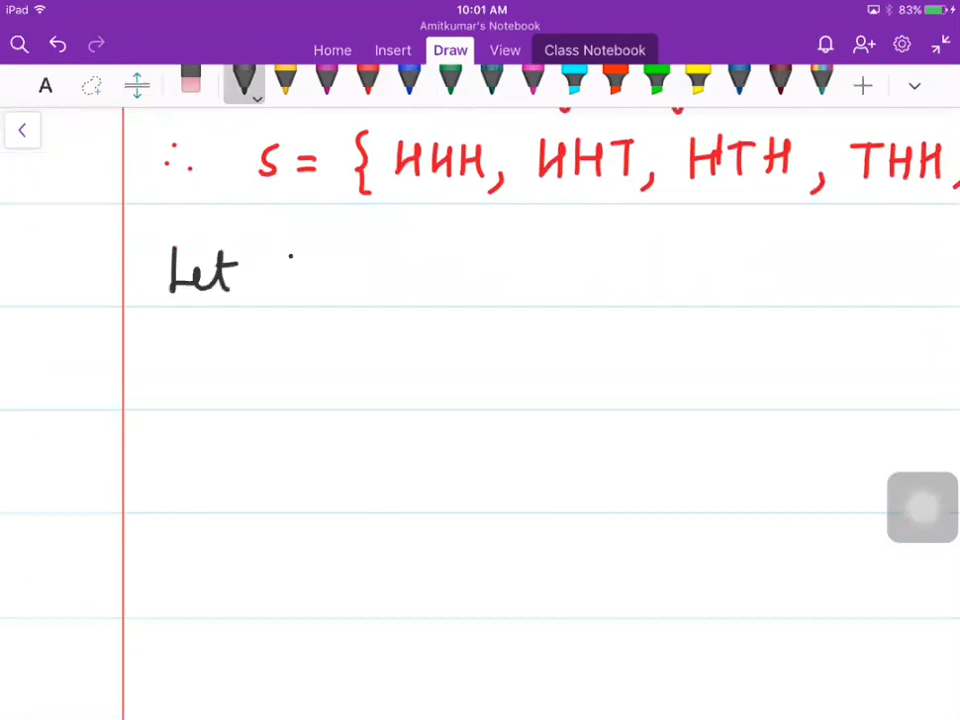 iPad 10:01 AM 83%
Amitkumar's Notebook
Home Insert Draw View Class Notebook
A
∴ S = { HHH, HHT, HTH, THH,
Let